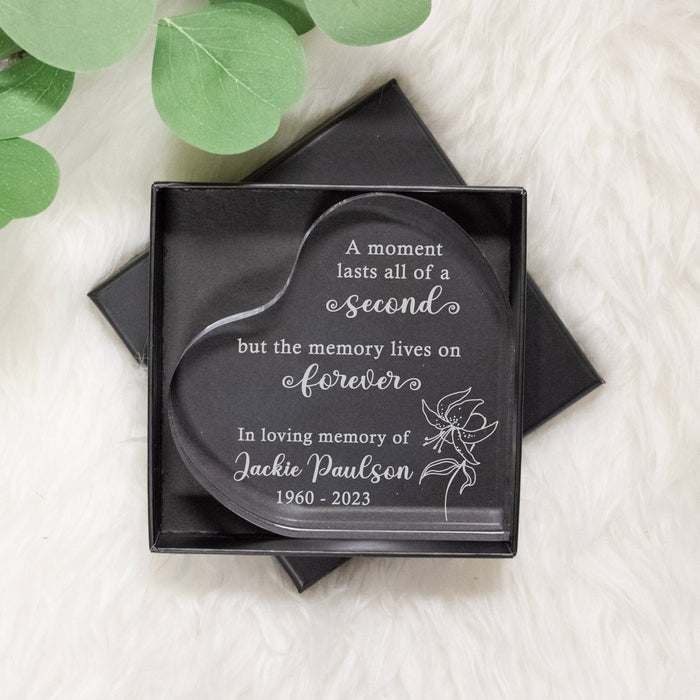 A moment
lasts all of a
second
but the memory lives on
forever
In loving memory of
Jackie Paulson
1960 - 2023